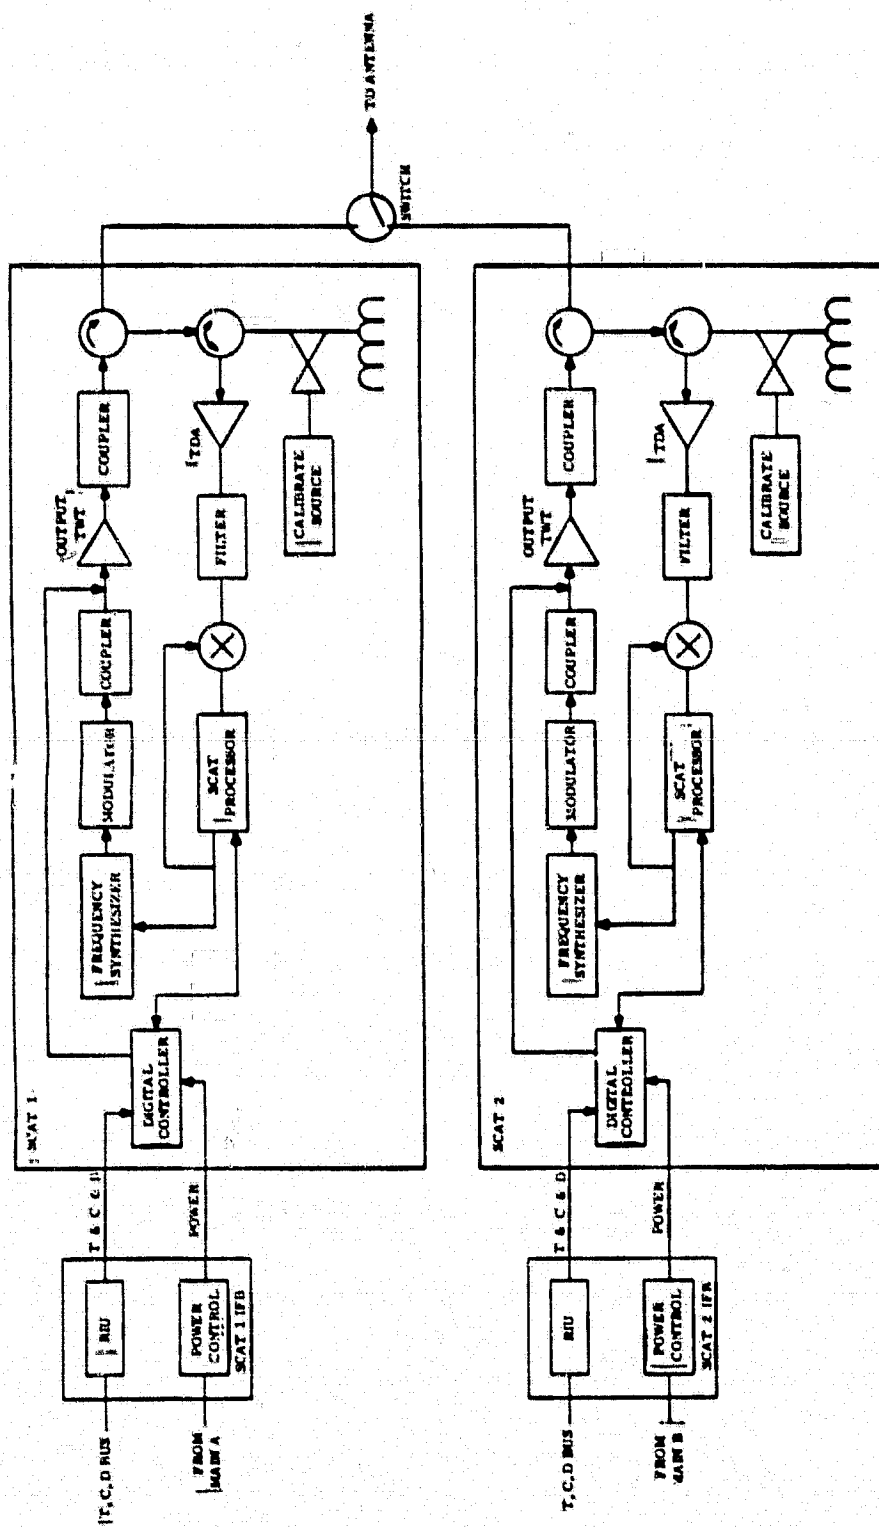 TO ANTENNA
SWITCH
SCAT 1
COUPLER
OUTPUT
TWT
COUPLER
MODULATOR
FREQUENCY
SYNTHESIZER
TDA
FILTER
SCAT
PROCESSOR
CALIBRATE
SOURCE
DIGITAL
CONTROLLER
T & C & D
POWER
RIU
POWER
CONTROL
SCAT 1 IFB
T, C, D BUS
FROM
MAIN A
SCAT 2
COUPLER
OUTPUT
TWT
COUPLER
MODULATOR
FREQUENCY
SYNTHESIZER
TDA
FILTER
SCAT
PROCESSOR
CALIBRATE
SOURCE
DIGITAL
CONTROLLER
T & C & D
POWER
RIU
POWER
CONTROL
SCAT 2
T, C, D BUS
FROM
MAIN B